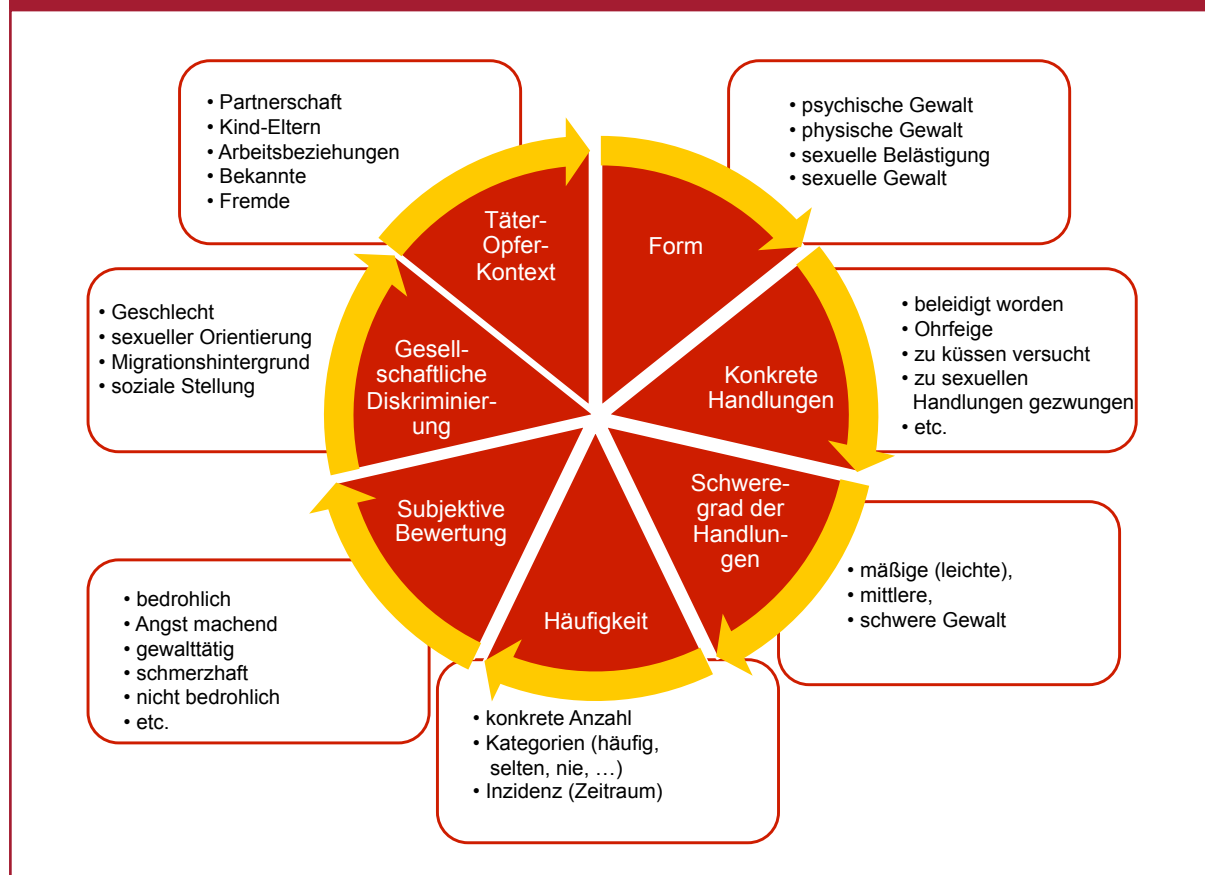 • Partnerschaft
• Kind-Eltern
• Arbeitsbeziehungen
• Bekannte
• Fremde
• psychische Gewalt
• physische Gewalt
• sexuelle Belästigung
• sexuelle Gewalt
Täter-
Opfer-
Kontext
Form
• Geschlecht
• sexueller Orientierung
• Migrationshintergrund
• soziale Stellung
Gesell-
schaftliche
Diskriminier-
ung
Konkrete
Handlungen
• beleidigt worden
• Ohrfeige
• zu küssen versucht
• zu sexuellen
Handlungen gezwungen
• etc.
Subjektive
Bewertung
Schwere-
grad der
Handlun-
gen
Häufigkeit
• bedrohlich
• Angst machend
• gewalttätig
• schmerzhaft
• nicht bedrohlich
• etc.
• mäßige (leichte),
• mittlere,
• schwere Gewalt
• konkrete Anzahl
• Kategorien (häufig,
selten, nie, …)
• Inzidenz (Zeitraum)